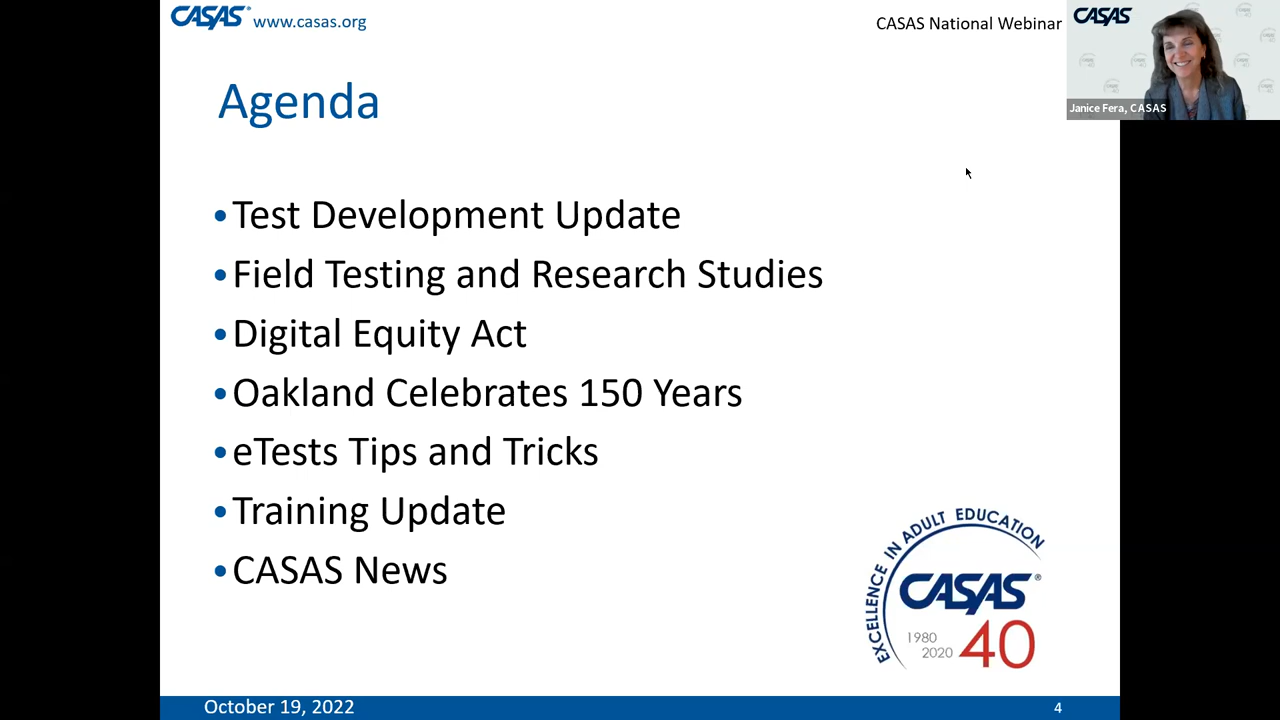 CASAS® www.casas.org
CASAS National Webinar
CASAS
Janice Fera, CASAS
Agenda
•Test Development Update
•Field Testing and Research Studies
•Digital Equity Act
•Oakland Celebrates 150 Years
•eTests Tips and Tricks
•Training Update
•CASAS News
EXCELLENCE IN ADULT EDUCATION
CASAS®
1980
2020
40
October 19, 2022
4